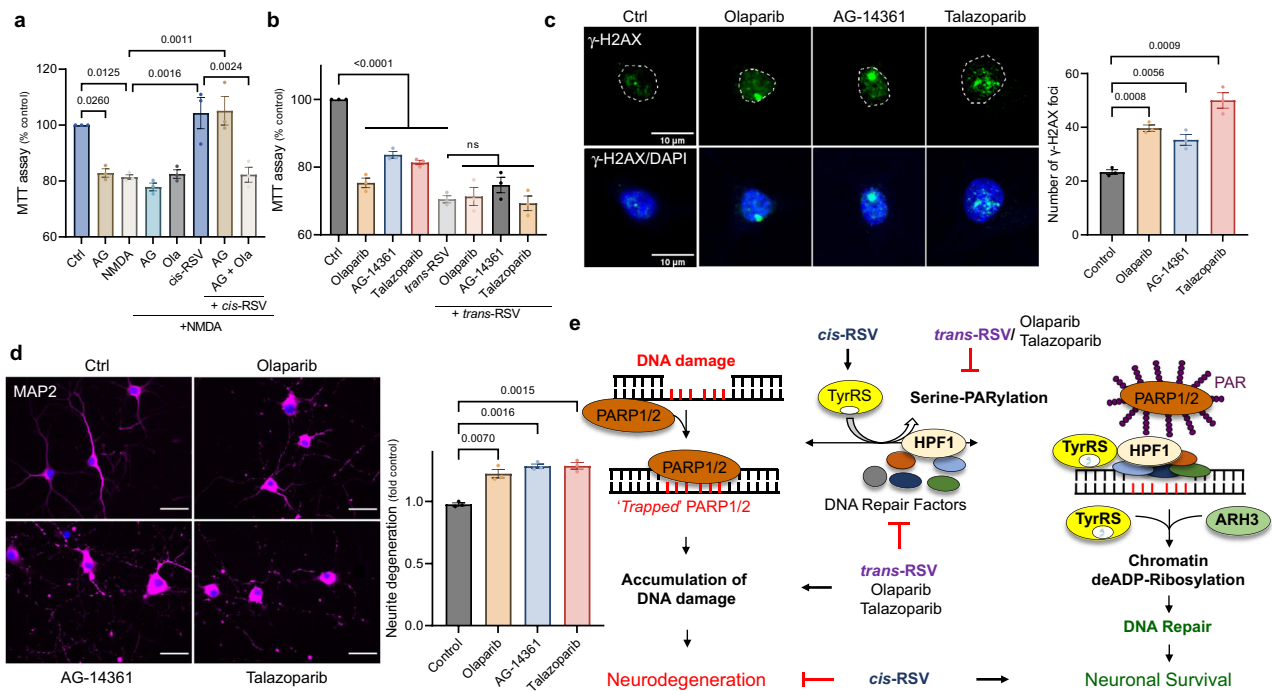 a
MTT assay (% control)
120
100
80
60
0.0011
0.0125
0.0016
0.0024
0.0260
Ctrl
AG
NMDA
AG
Ola
cis-RSV
AG
AG + Ola
+ cis-RSV
+NMDA
b
MTT assay (% control)
100
80
60
<0.0001
ns
Ctrl
Olaparib
AG-14361
Talazoparib
trans-RSV
Olaparib
AG-14361
Talazoparib
+ trans-RSV
c
Ctrl
Olaparib
AG-14361
Talazoparib
γ-H2AX
10 µm
γ-H2AX/DAPI
10 µm
Number of γ-H2AX foci
60
40
20
0
0.0009
0.0056
0.0008
Control
Olaparib
AG-14361
Talazoparib
d
Ctrl
Olaparib
MAP2
AG-14361
Talazoparib
Neurite degeneration (fold control)
1.0
0.5
0.0
0.0015
0.0016
0.0070
Control
Olaparib
AG-14361
Talazoparib
e
DNA damage
PARP1/2
PARP1/2
'Trapped' PARP1/2
Accumulation of
DNA damage
Neurodegeneration
cis-RSV
trans-RSV/
Olaparib
Talazoparib
TyrRS
Serine-PARylation
HPF1
DNA Repair Factors
trans-RSV
Olaparib
Talazoparib
cis-RSV
PAR
PARP1/2
TyrRS
HPF1
TyrRS
ARH3
Chromatin
deADP-Ribosylation
DNA Repair
Neuronal Survival